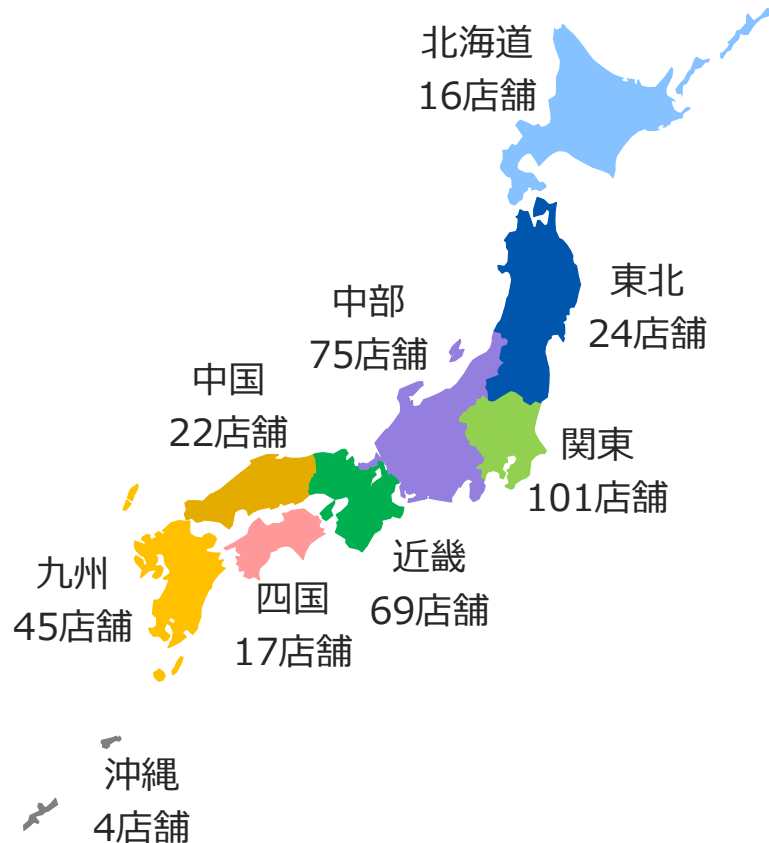 北海道
16店舗
東北
24店舗
中部
75店舗
中国
22店舗
関東
101店舗
近畿
69店舗
九州
45店舗
四国
17店舗
沖縄
4店舗